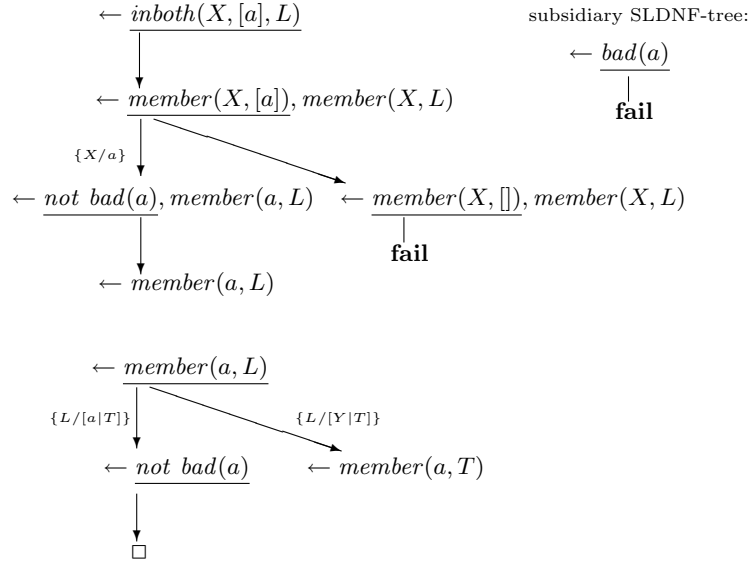 ← inboth(X, [a], L)
subsidiary SLDNF-tree:
← bad(a)
fail
← member(X, [a]), member(X, L)
{X/a}
← not bad(a), member(a, L)
← member(X, []), member(X, L)
fail
← member(a, L)
← member(a, L)
{L/[a|T]}
{L/[Y|T]}
← not bad(a)
← member(a, T)
□